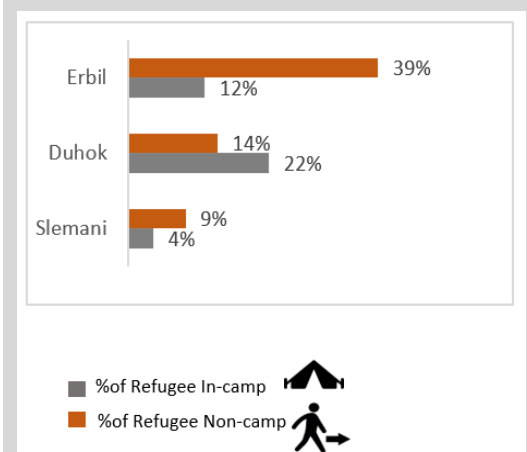 Erbil
39%
12%
Duhok
14%
22%
Slemani
9%
4%
%of Refugee In-camp
%of Refugee Non-camp